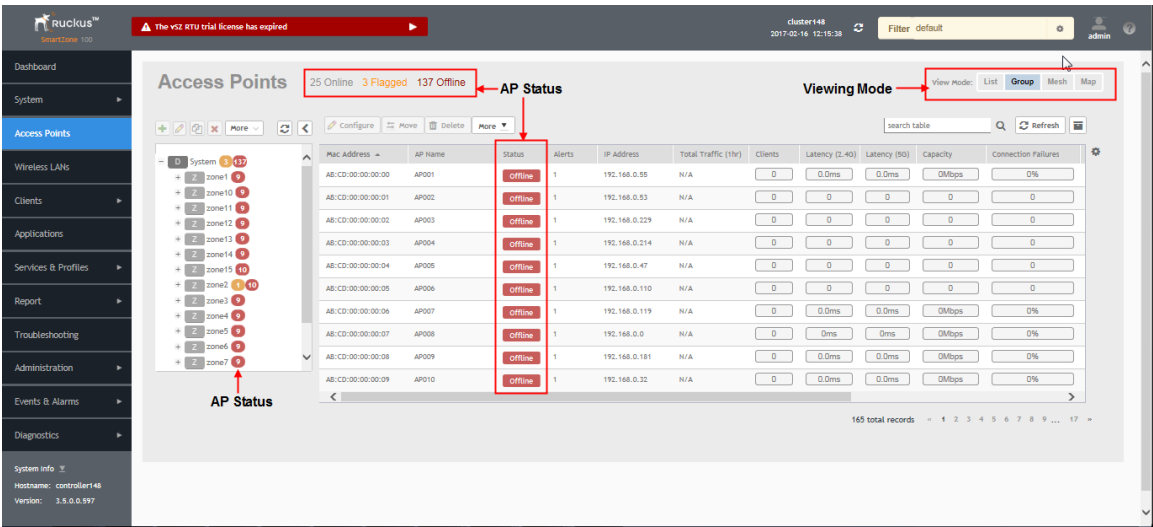 Ruckus™
SmartZone 100
The vSZ RTU trial license has expired
cluster148
2017-02-16 12:15:38
Filter default
admin
Dashboard
System
Access Points
Wireless LANs
Clients
Applications
Services & Profiles
Report
Troubleshooting
Administration
Events & Alarms
Diagnostics
System Info
Hostname: controller148
Version: 3.5.0.0.597
Access Points
25 Online 3 Flagged 137 Offline
AP Status
Viewing Mode
View Mode: List Group Mesh Map
More
Configure Move Delete More
search table
Refresh
D System 3 137
Z zone1 9
Z zone10 9
Z zone11 9
Z zone12 9
Z zone13 9
Z zone14 9
Z zone15 10
Z zone2 1 10
Z zone3 9
Z zone4 9
Z zone5 9
Z zone6 9
Z zone7 9
AP Status
Mac Address AP Name Status Alerts IP Address Total Traffic (1hr) Clients Latency (2.4G) Latency (5G) Capacity Connection Failures
AB:CD:00:00:00:00 AP001 Offline 1 192.168.0.55 N/A 0 0.0ms 0.0ms 0Mbps 0%
AB:CD:00:00:00:01 AP002 Offline 1 192.168.0.53 N/A 0 0 0 0 0
AB:CD:00:00:00:02 AP003 Offline 1 192.168.0.229 N/A 0 0 0 0 0
AB:CD:00:00:00:03 AP004 Offline 1 192.168.0.214 N/A 0 0 0 0 0
AB:CD:00:00:00:04 AP005 Offline 1 192.168.0.47 N/A 0 0 0 0 0
AB:CD:00:00:00:05 AP006 Offline 1 192.168.0.110 N/A 0 0 0 0 0
AB:CD:00:00:00:06 AP007 Offline 1 192.168.0.119 N/A 0 0.0ms 0.0ms 0Mbps 0%
AB:CD:00:00:00:07 AP008 Offline 1 192.168.0.0 N/A 0 0ms 0ms 0Mbps 0%
AB:CD:00:00:00:08 AP009 Offline 1 192.168.0.181 N/A 0 0.0ms 0.0ms 0Mbps 0%
AB:CD:00:00:00:09 AP010 Offline 1 192.168.0.32 N/A 0 0.0ms 0.0ms 0Mbps 0%
165 total records « 1 2 3 4 5 6 7 8 9 ... 17 »